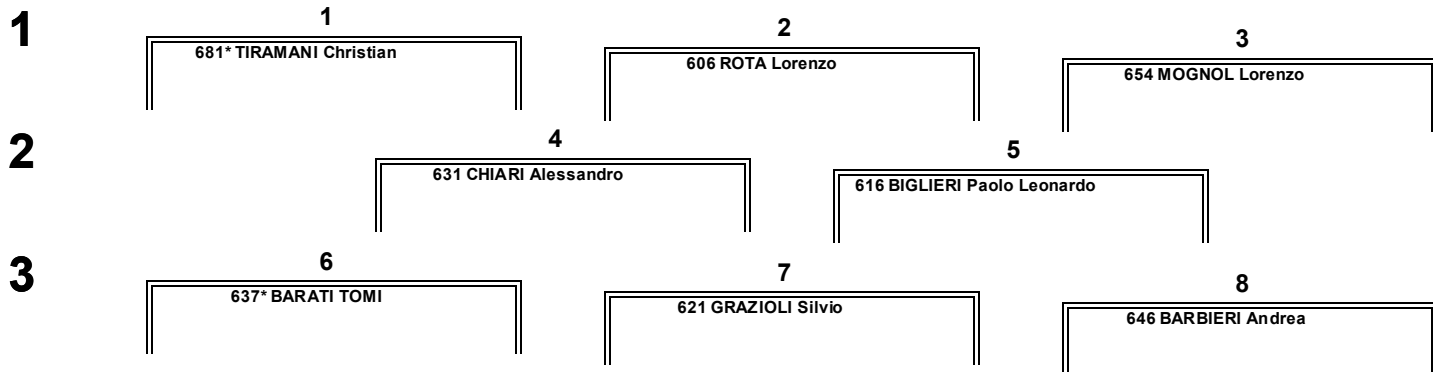 1
1
681* TIRAMANI Christian
2
606 ROTA Lorenzo
3
654 MOGNOL Lorenzo
2
4
631 CHIARI Alessandro
5
616 BIGLIERI Paolo Leonardo
3
6
637* BARATI TOMI
7
621 GRAZIOLI Silvio
8
646 BARBIERI Andrea